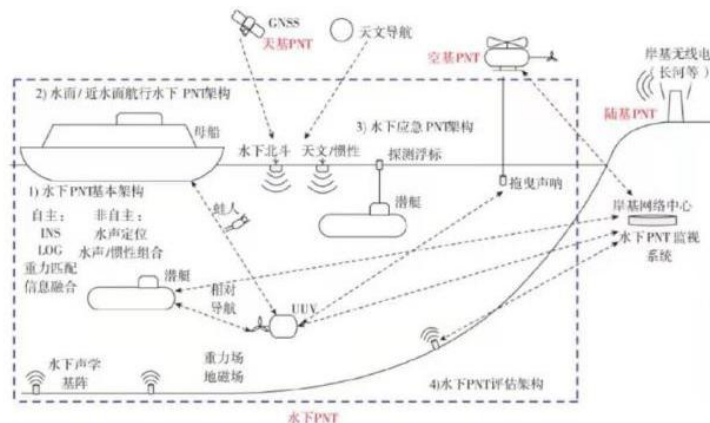 GNSS
天基PNT
天文导航
空基PNT
岸基无线电
（长河等）
陆基PNT
2) 水面/近水面航行水下 PNT架构
母船
水下北斗
天文/惯性
3) 水下应急 PNT架构
探测浮标
拖曳声呐
潜艇
1) 水下PNT基本架构
自主：
非自主：
INS
水声定位
LOG
水声/惯性组合
重力匹配
信息融合
蛙人
岸基网络中心
水下PNT 监视
系统
潜艇
相对
导航
UUV
水下声学
基阵
重力场
地磁场
4)水下PNT评估架构
水下PNT